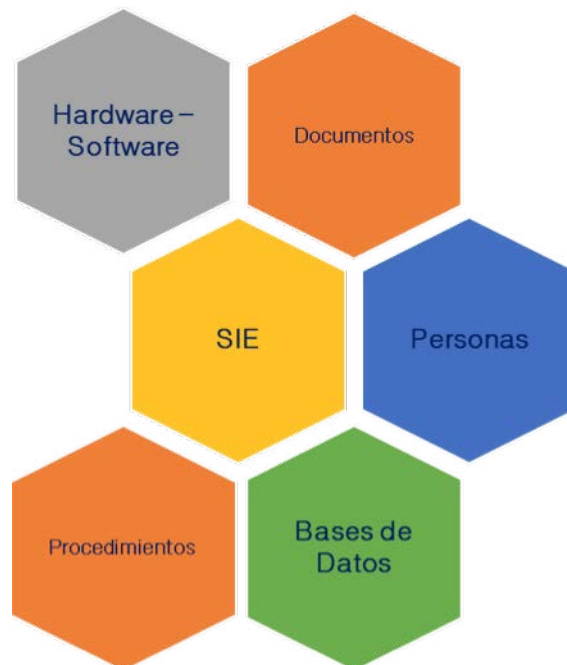 Hardware –
Software
Documentos
SIE
Personas
Procedimientos
Bases de
Datos